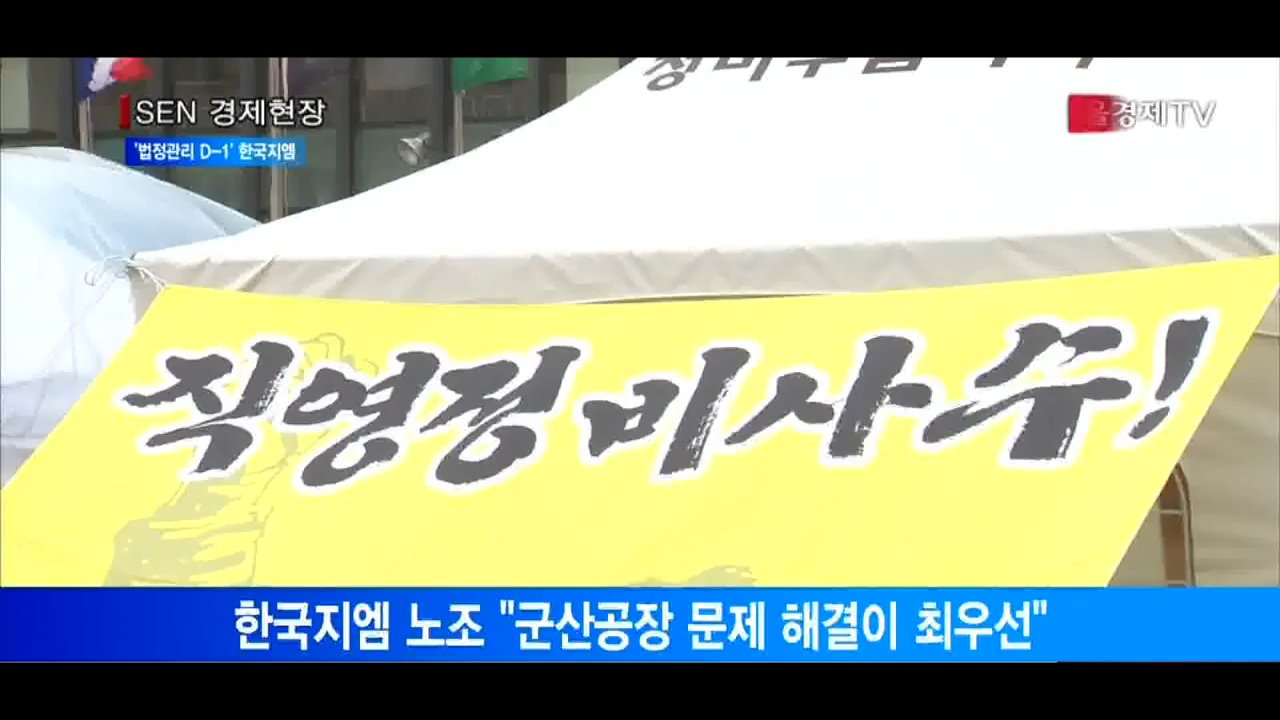 SEN 경제현장
경제TV
'법정관리 D-1' 한국지엠
직영정비사수!
한국지엠 노조 "군산공장 문제 해결이 최우선"